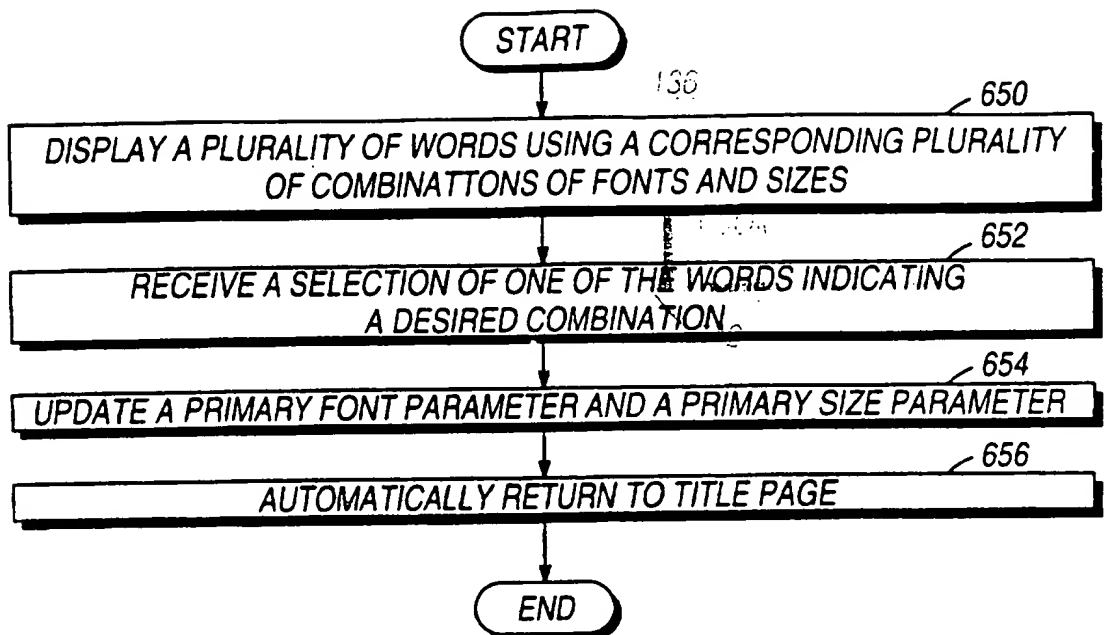 START
650
DISPLAY A PLURALITY OF WORDS USING A CORRESPONDING PLURALITY
OF COMBINATTONS OF FONTS AND SIZES
652
RECEIVE A SELECTION OF ONE OF THE WORDS INDICATING
A DESIRED COMBINATION
654
UPDATE A PRIMARY FONT PARAMETER AND A PRIMARY SIZE PARAMETER
656
AUTOMATICALLY RETURN TO TITLE PAGE
END